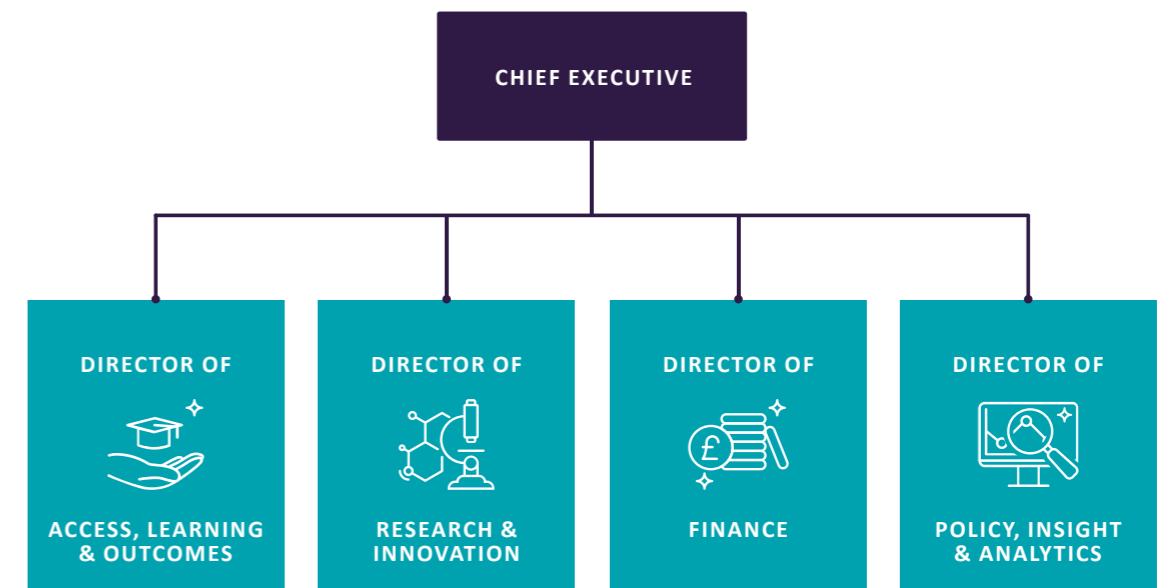 CHIEF EXECUTIVE
DIRECTOR OF
ACCESS, LEARNING
& OUTCOMES
DIRECTOR OF
RESEARCH &
INNOVATION
DIRECTOR OF
£
FINANCE
DIRECTOR OF
POLICY, INSIGHT
& ANALYTICS